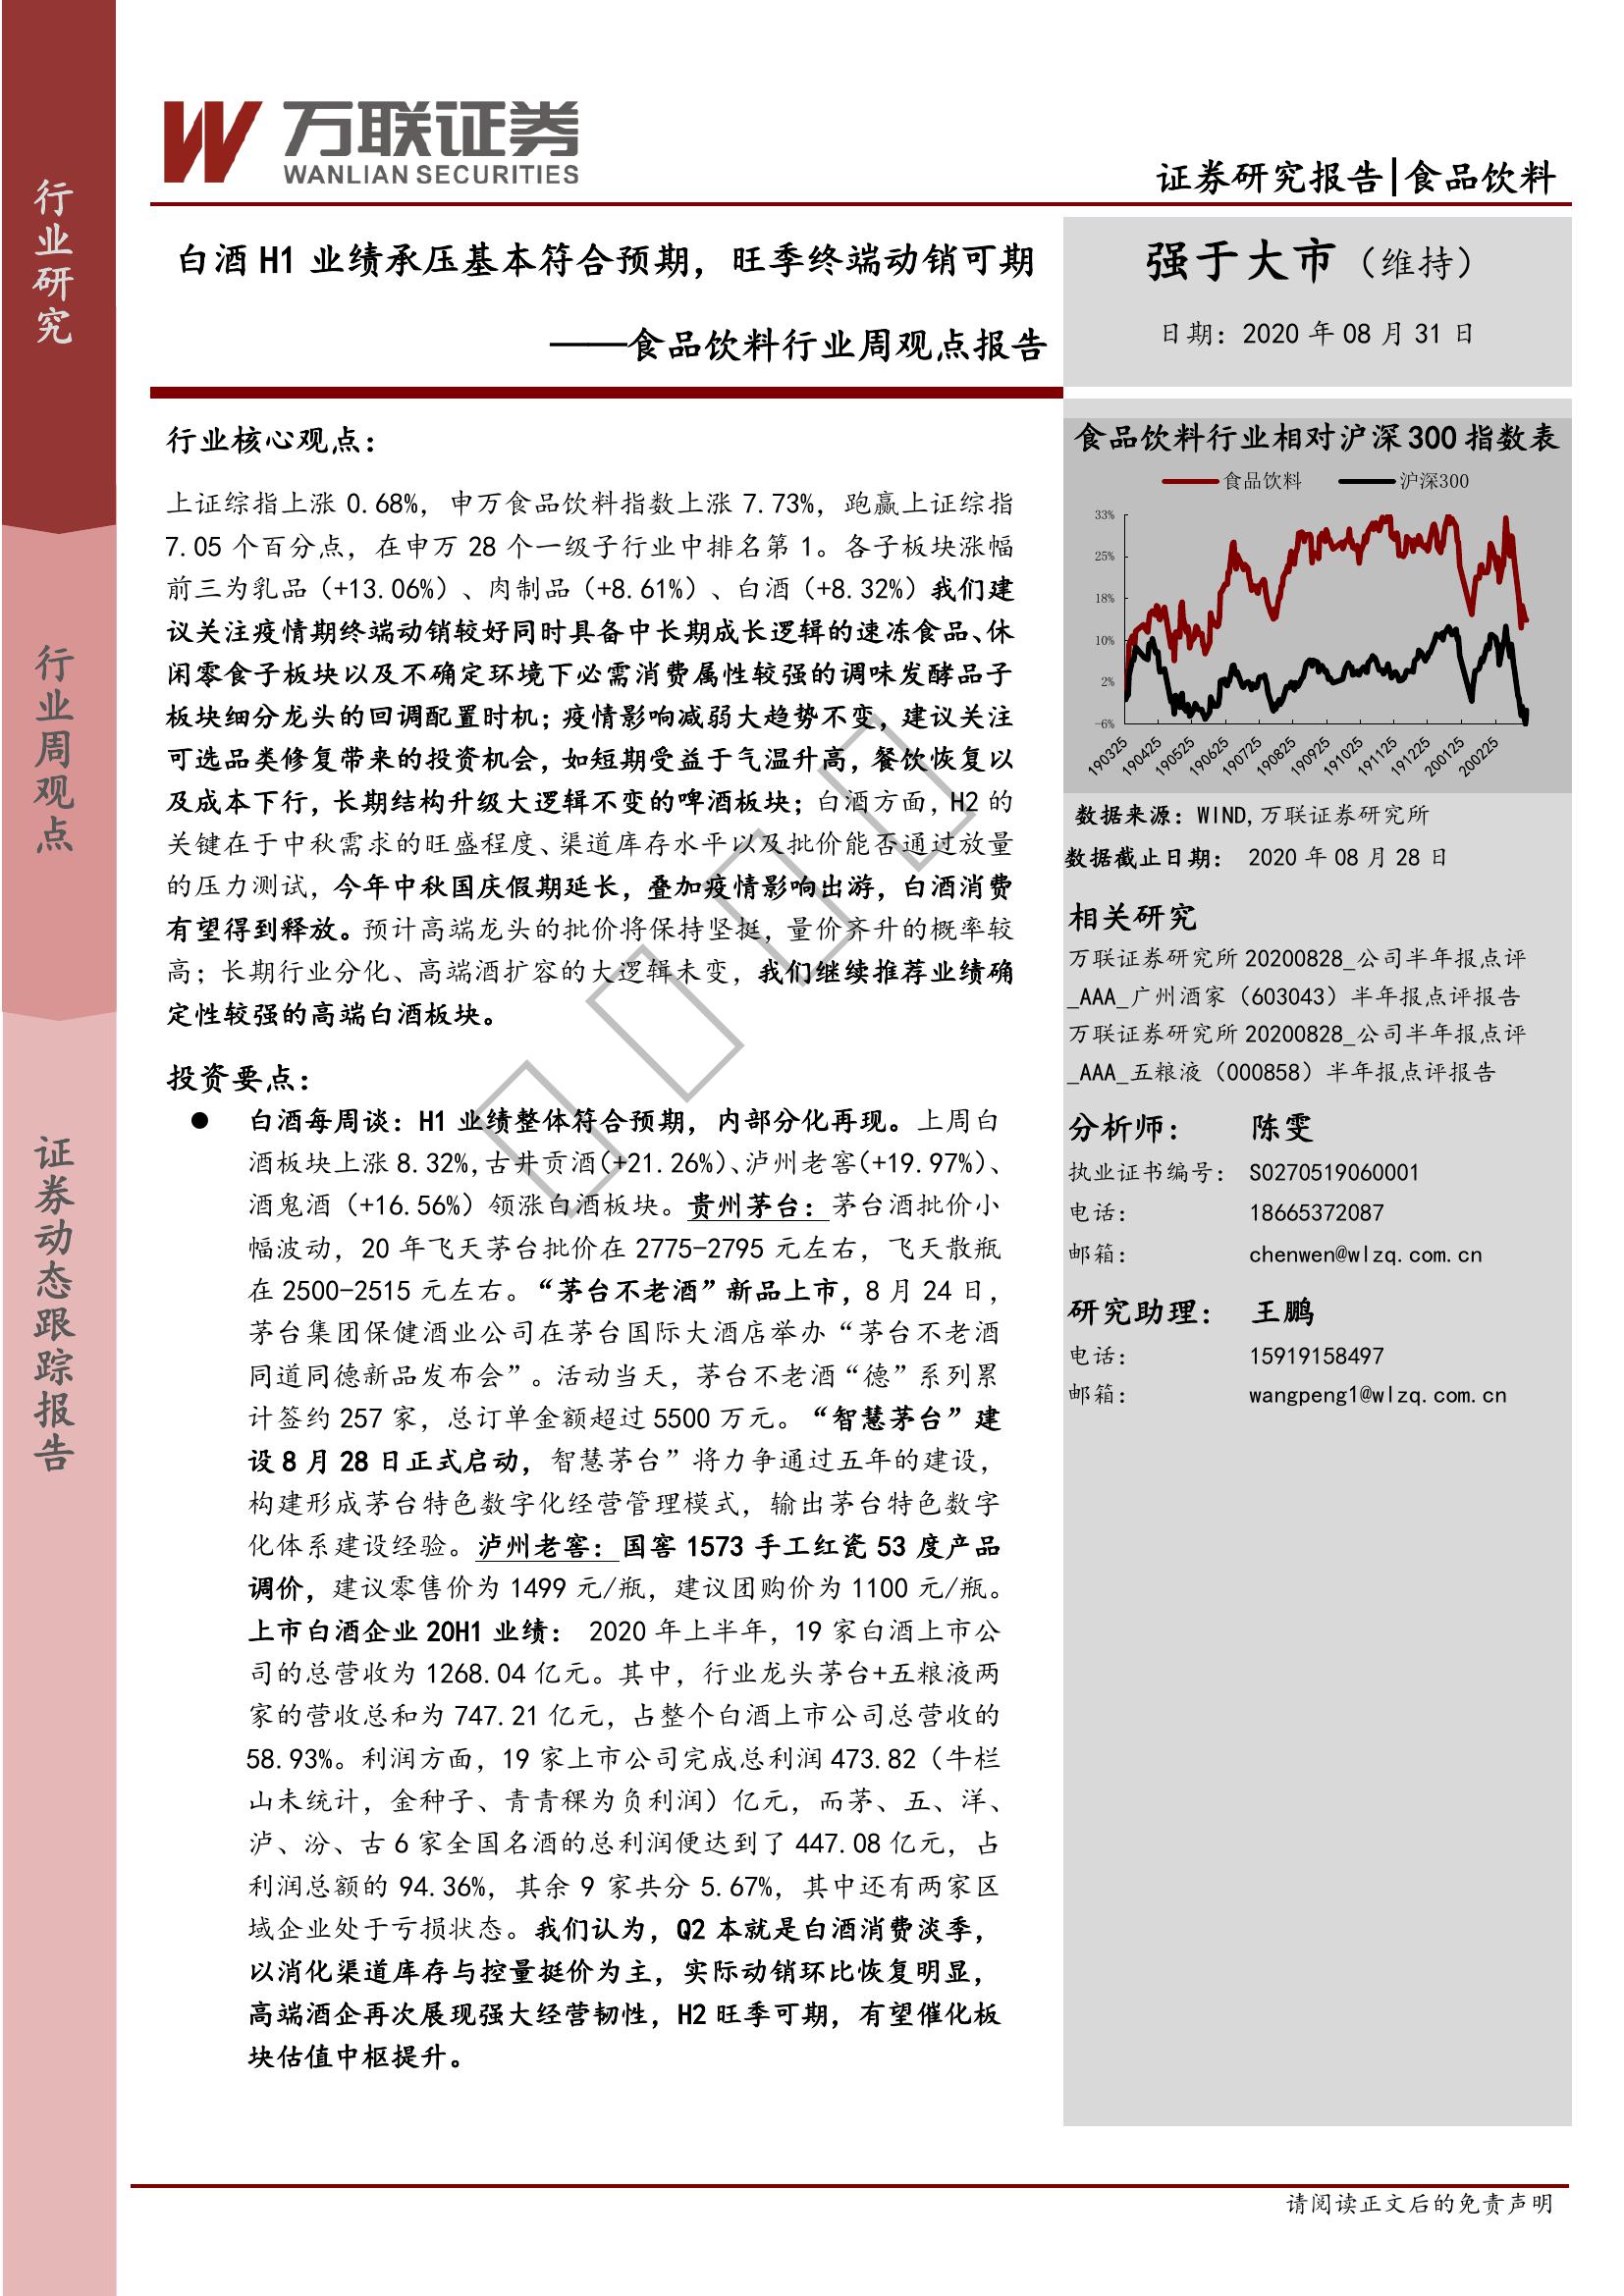 行业研究
行业周观点
证券动态跟踪报告
万联证券
WANLIAN SECURITIES
证券研究报告|食品饮料
白酒 H1 业绩承压基本符合预期，旺季终端动销可期
——食品饮料行业周观点报告
强于大市（维持）
日期：2020 年 08 月 31 日
行业核心观点：
上证综指上涨 0.68%，申万食品饮料指数上涨 7.73%，跑赢上证综指
7.05 个百分点，在申万 28 个一级子行业中排名第 1。各子板块涨幅
前三为乳品（+13.06%）、肉制品（+8.61%）、白酒（+8.32%）我们建
议关注疫情期终端动销较好同时具备中长期成长逻辑的速冻食品、休
闲零食子板块以及不确定环境下必需消费属性较强的调味发酵品子
板块细分龙头的回调配置时机；疫情影响减弱大趋势不变，建议关注
可选品类修复带来的投资机会，如短期受益于气温升高，餐饮恢复以
及成本下行，长期结构升级大逻辑不变的啤酒板块；白酒方面，H2 的
关键在于中秋需求的旺盛程度、渠道库存水平以及批价能否通过放量
的压力测试，今年中秋国庆假期延长，叠加疫情影响出游，白酒消费
有望得到释放。预计高端龙头的批价将保持坚挺，量价齐升的概率较
高；长期行业分化、高端酒扩容的大逻辑未变，我们继续推荐业绩确
定性较强的高端白酒板块。
投资要点：
● 白酒每周谈：H1 业绩整体符合预期，内部分化再现。上周白
酒板块上涨 8.32%,古井贡酒(+21.26%)、泸州老窖(+19.97%)、
酒鬼酒（+16.56%）领涨白酒板块。贵州茅台：茅台酒批价小
幅波动，20 年飞天茅台批价在 2775-2795 元左右，飞天散瓶
在 2500-2515 元左右。“茅台不老酒”新品上市，8 月 24 日，
茅台集团保健酒业公司在茅台国际大酒店举办“茅台不老酒
同道同德新品发布会”。活动当天，茅台不老酒“德”系列累
计签约 257 家，总订单金额超过 5500 万元。“智慧茅台”建
设 8 月 28 日正式启动，智慧茅台”将力争通过五年的建设，
构建形成茅台特色数字化经营管理模式，输出茅台特色数字
化体系建设经验。泸州老窖：国窖 1573 手工红瓷 53 度产品
调价，建议零售价为 1499 元/瓶，建议团购价为 1100 元/瓶。
上市白酒企业 20H1 业绩： 2020 年上半年，19 家白酒上市公
司的总营收为 1268.04 亿元。其中，行业龙头茅台+五粮液两
家的营收总和为 747.21 亿元，占整个白酒上市公司总营收的
58.93%。利润方面，19 家上市公司完成总利润 473.82（牛栏
山未统计，金种子、青青稞为负利润）亿元，而茅、五、洋、
泸、汾、古 6 家全国名酒的总利润便达到了 447.08 亿元，占
利润总额的 94.36%，其余 9 家共分 5.67%，其中还有两家区
域企业处于亏损状态。我们认为，Q2 本就是白酒消费淡季，
以消化渠道库存与控量挺价为主，实际动销环比恢复明显，
高端酒企再次展现强大经营韧性，H2 旺季可期，有望催化板
块估值中枢提升。
食品饮料行业相对沪深 300 指数表
食品饮料 沪深300
33%
25%
18%
10%
2%
-6%
190325 190425 190525 190625 190725 190825 190925 191025 191125 191225 200125 200225
数据来源：WIND,万联证券研究所
数据截止日期： 2020 年 08 月 28 日
相关研究
万联证券研究所 20200828_公司半年报点评
_AAA_广州酒家（603043）半年报点评报告
万联证券研究所 20200828_公司半年报点评
_AAA_五粮液（000858）半年报点评报告
分析师： 陈雯
执业证书编号： S0270519060001
电话： 18665372087
邮箱： chenwen@wlzq.com.cn
研究助理： 王鹏
电话： 15919158497
邮箱： wangpeng1@wlzq.com.cn
请阅读正文后的免责声明